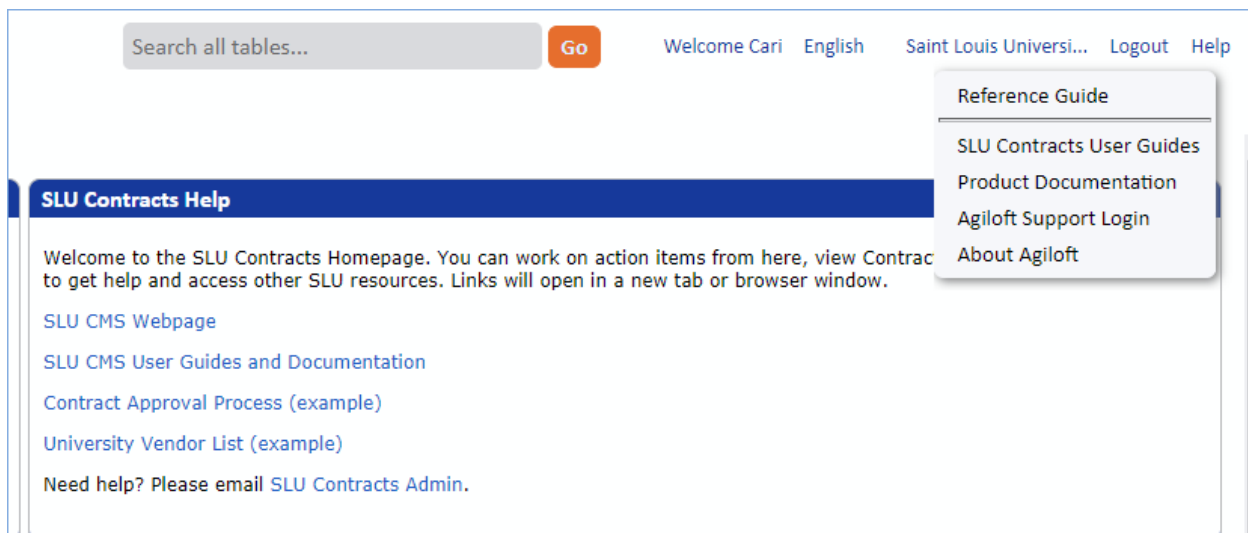 Search all tables... Go Welcome Cari English Saint Louis Universi... Logout Help
Reference Guide
SLU Contracts User Guides
Product Documentation
Agiloft Support Login
About Agiloft
SLU Contracts Help
Welcome to the SLU Contracts Homepage. You can work on action items from here, view
to get help and access other SLU resources. Links will open in a new tab or browser window.
SLU CMS Webpage
SLU CMS User Guides and Documentation
Contract Approval Process (example)
University Vendor List (example)
Need help? Please email SLU Contracts Admin.